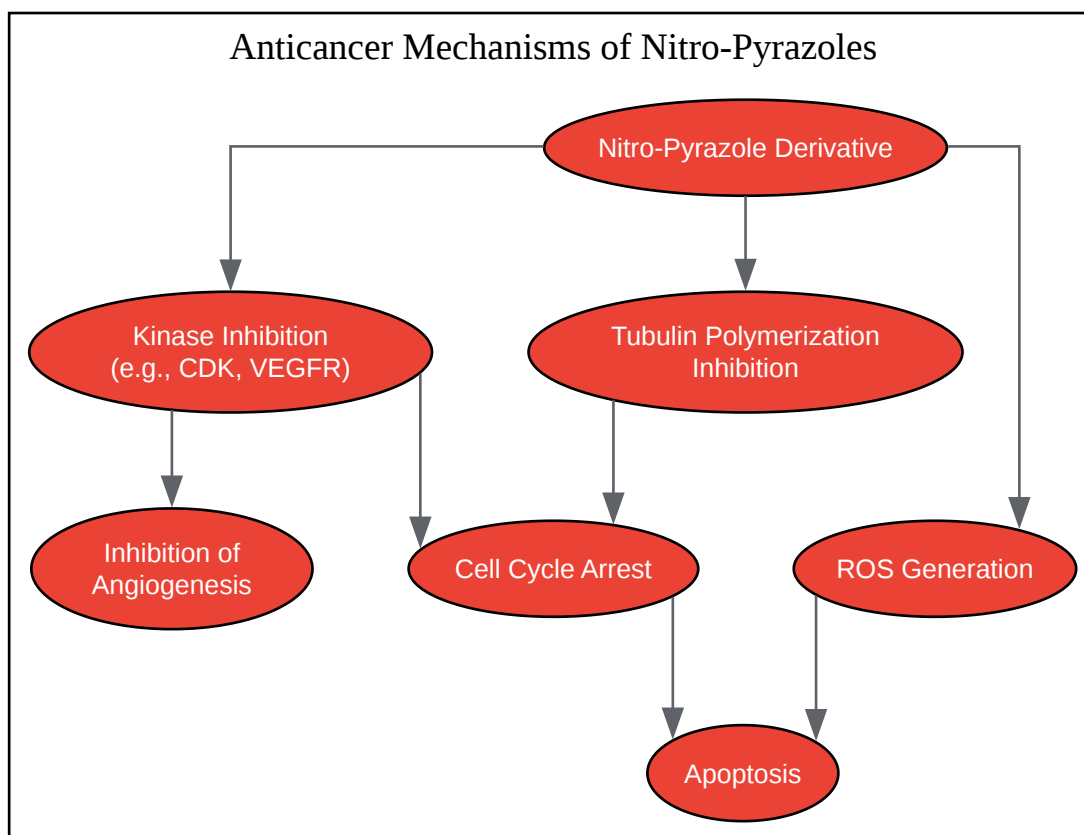 Anticancer Mechanisms of Nitro-Pyrazoles
Nitro-Pyrazole Derivative
Kinase Inhibition
(e.g., CDK, VEGFR)
Tubulin Polymerization
Inhibition
Inhibition of
Angiogenesis
Cell Cycle Arrest
ROS Generation
Apoptosis